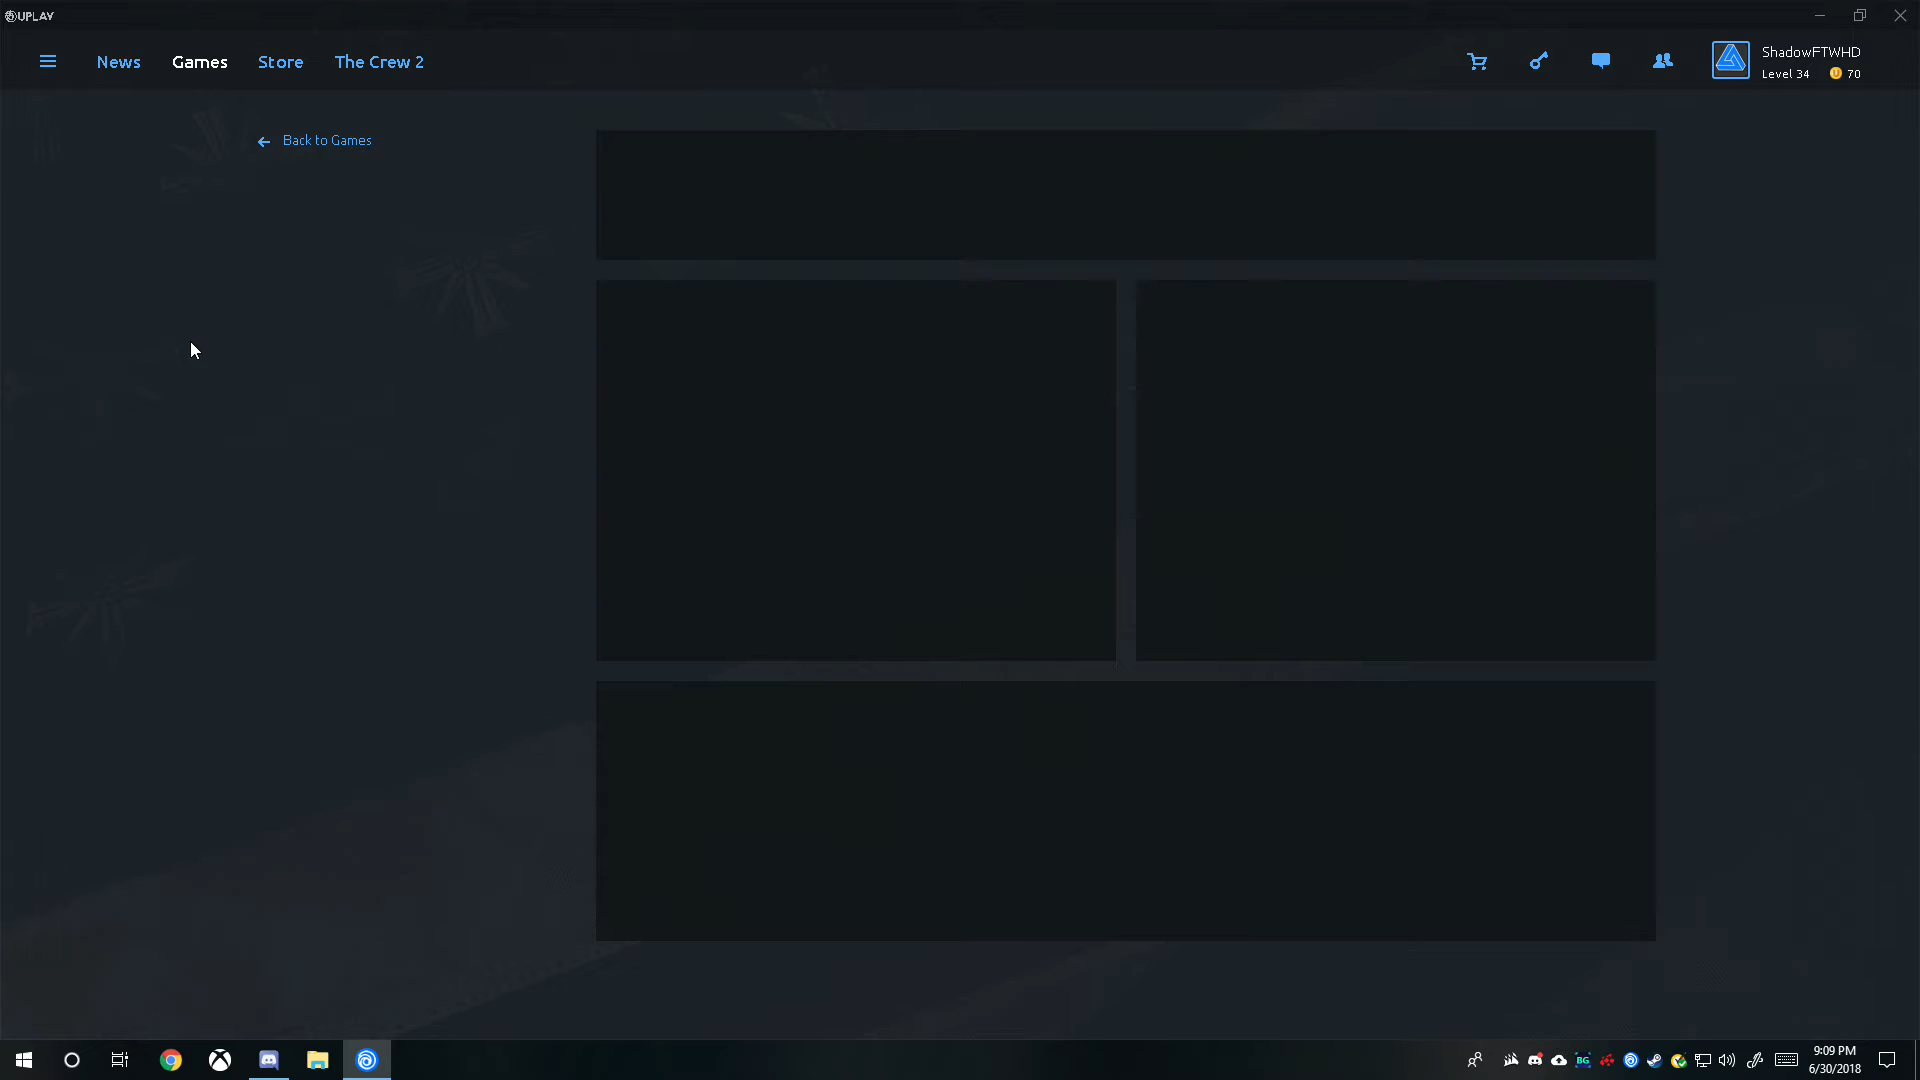 UPLAY
News Games Store The Crew 2
ShadowFTWHD
Level 34 70
Back to Games
BG
9:09 PM
6/30/2018